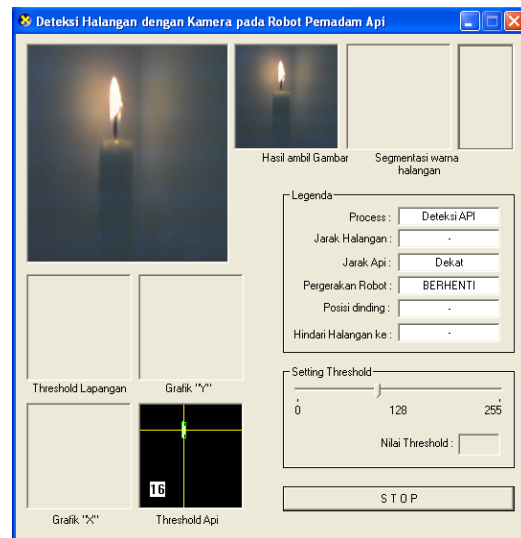 Deteksi Halangan dengan Kamera pada Robot Pemadam Api
Hasil ambil Gambar
Segmentasi warna
halangan
Legenda
Process : Deteksi API
Jarak Halangan : -
Jarak Api : Dekat
Pergerakan Robot : BERHENTI
Posisi dinding : -
Hindari Halangan ke : -
Threshold Lapangan
Grafik "Y"
Setting Threshold
0 128 255
Nilai Threshold :
16
STOP
Grafik "X"
Threshold Api